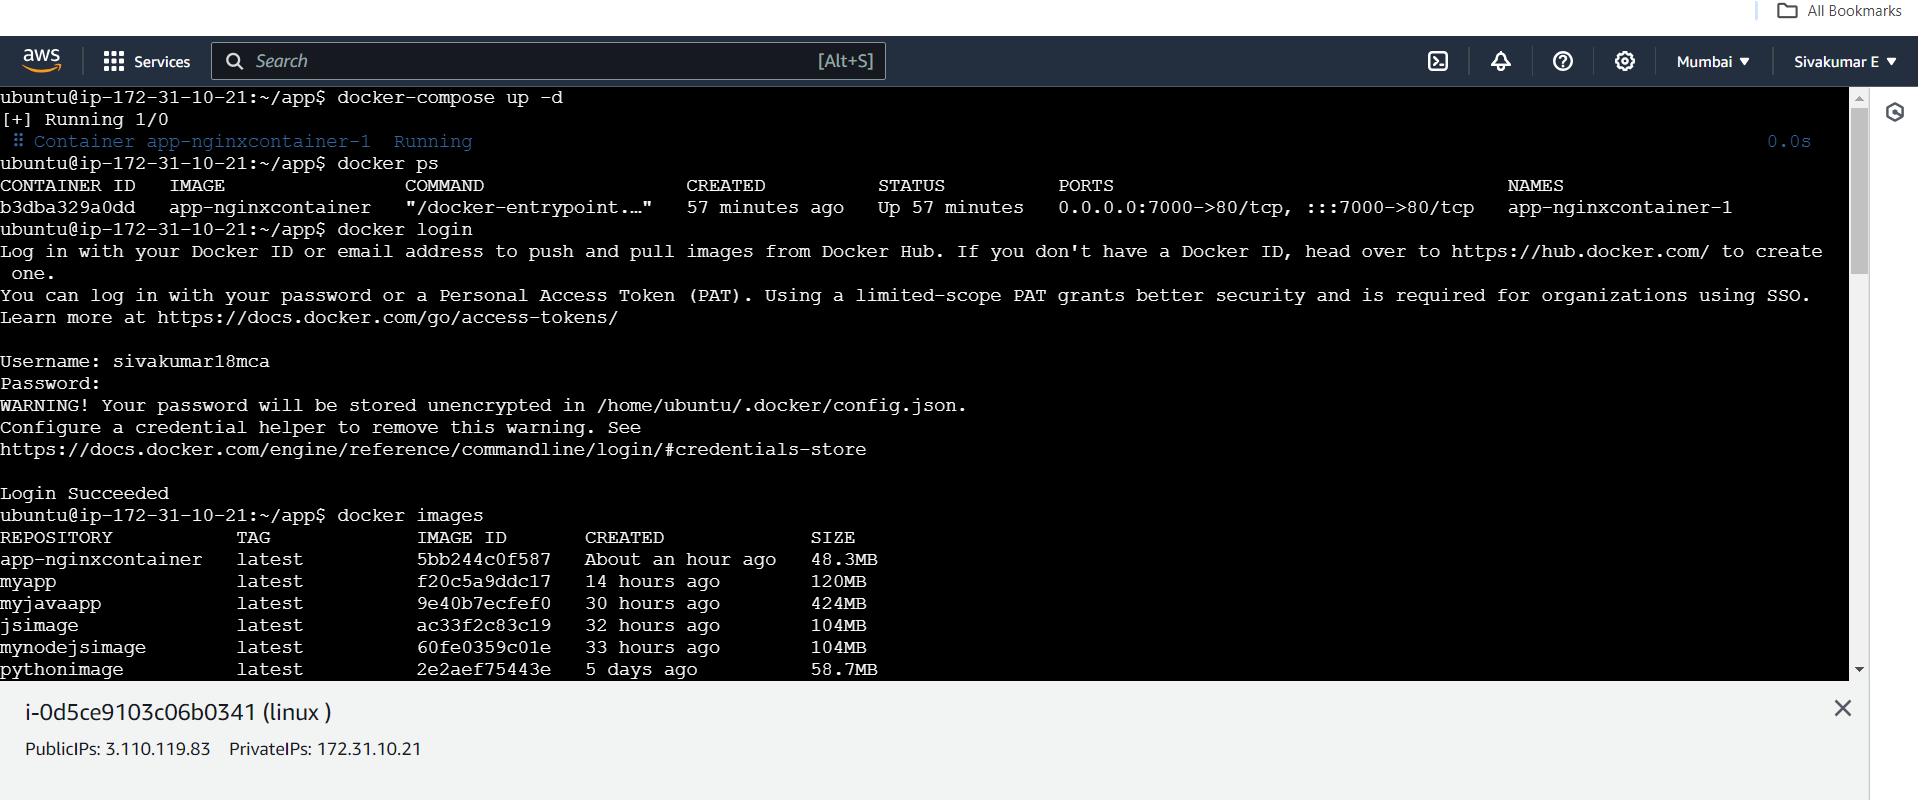 All Bookmarks
aws Services Search [Alt+S] Mumbai ▼ Sivakumar E ▼
ubuntu@ip-172-31-10-21:~/app$ docker-compose up -d
[+] Running 1/0
⠿ Container app-nginxcontainer-1  Running 0.0s
ubuntu@ip-172-31-10-21:~/app$ docker ps
CONTAINER ID   IMAGE                COMMAND                  CREATED          STATUS          PORTS                                   NAMES
b3dba329a0dd   app-nginxcontainer   "/docker-entrypoint.…"   57 minutes ago   Up 57 minutes   0.0.0.0:7000->80/tcp, :::7000->80/tcp   app-nginxcontainer-1
ubuntu@ip-172-31-10-21:~/app$ docker login
Log in with your Docker ID or email address to push and pull images from Docker Hub. If you don't have a Docker ID, head over to https://hub.docker.com/ to create
one.
You can log in with your password or a Personal Access Token (PAT). Using a limited-scope PAT grants better security and is required for organizations using SSO.
Learn more at https://docs.docker.com/go/access-tokens/
Username: sivakumar18mca
Password:
WARNING! Your password will be stored unencrypted in /home/ubuntu/.docker/config.json.
Configure a credential helper to remove this warning. See
https://docs.docker.com/engine/reference/commandline/login/#credentials-store
Login Succeeded
ubuntu@ip-172-31-10-21:~/app$ docker images
REPOSITORY           TAG             IMAGE ID       CREATED             SIZE
app-nginxcontainer   latest          5bb244c0f587   About an hour ago   48.3MB
myapp                latest          f20c5a9ddc17   14 hours ago        120MB
myjavaapp            latest          9e40b7ecfef0   30 hours ago        424MB
jsimage              latest          ac33f2c83c19   32 hours ago        104MB
mynodejsimage        latest          60fe0359c01e   33 hours ago        104MB
pythonimage          latest          2e2aef75443e   5 days ago          58.7MB
i-0d5ce9103c06b0341 (linux )
PublicIPs: 3.110.119.83 PrivateIPs: 172.31.10.21